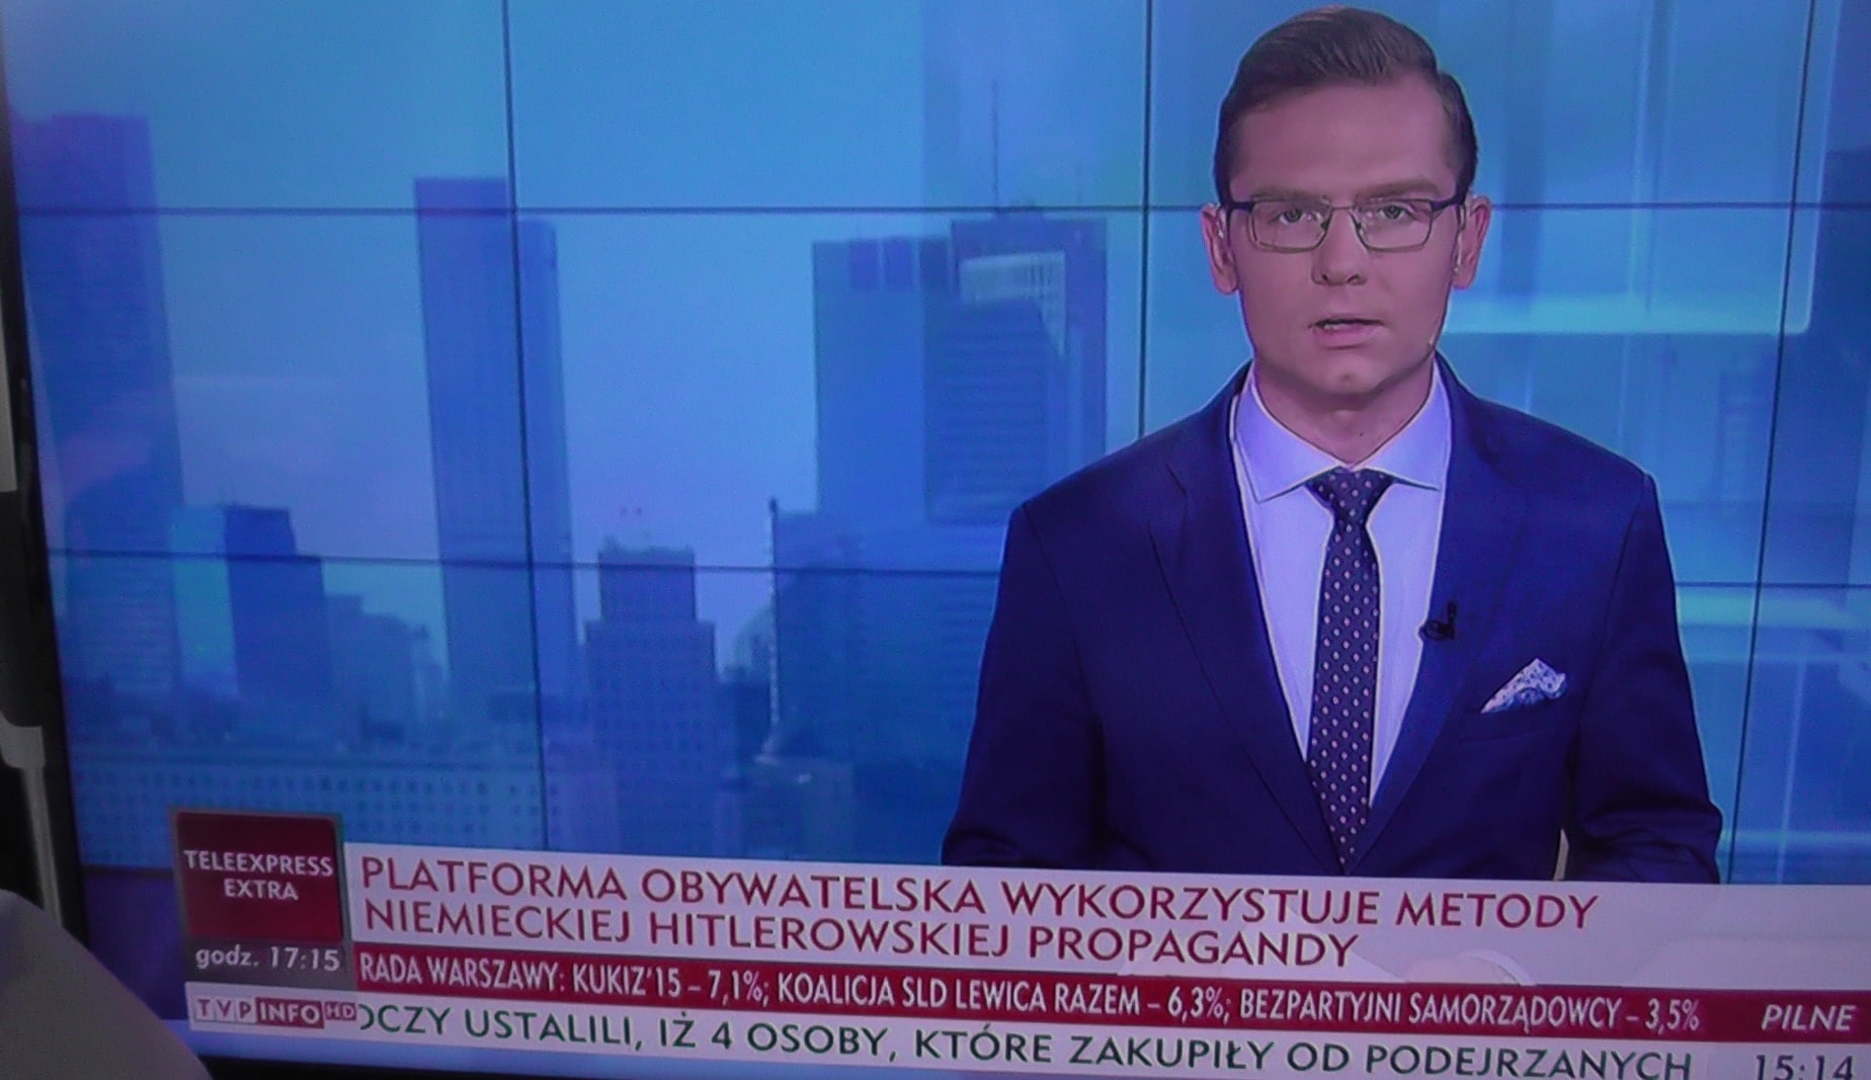 TELEEXPRESS
EXTRA
godz. 17:15
PLATFORMA OBYWATELSKA WYKORZYSTUJE METODY
NIEMIECKIEJ HITLEROWSKIEJ PROPAGANDY
RADA WARSZAWY: KUKIZ'15 – 7,1%; KOALICJA SLD LEWICA RAZEM – 6,3%; BEZPARTYJNI SAMORZĄDOWCY – 3,5%
PILNE
TVP INFO HD
USTALILI, IŻ 4 OSOBY, KTÓRE ZAKUPIŁY OD PODEJRZANYCH
15:14